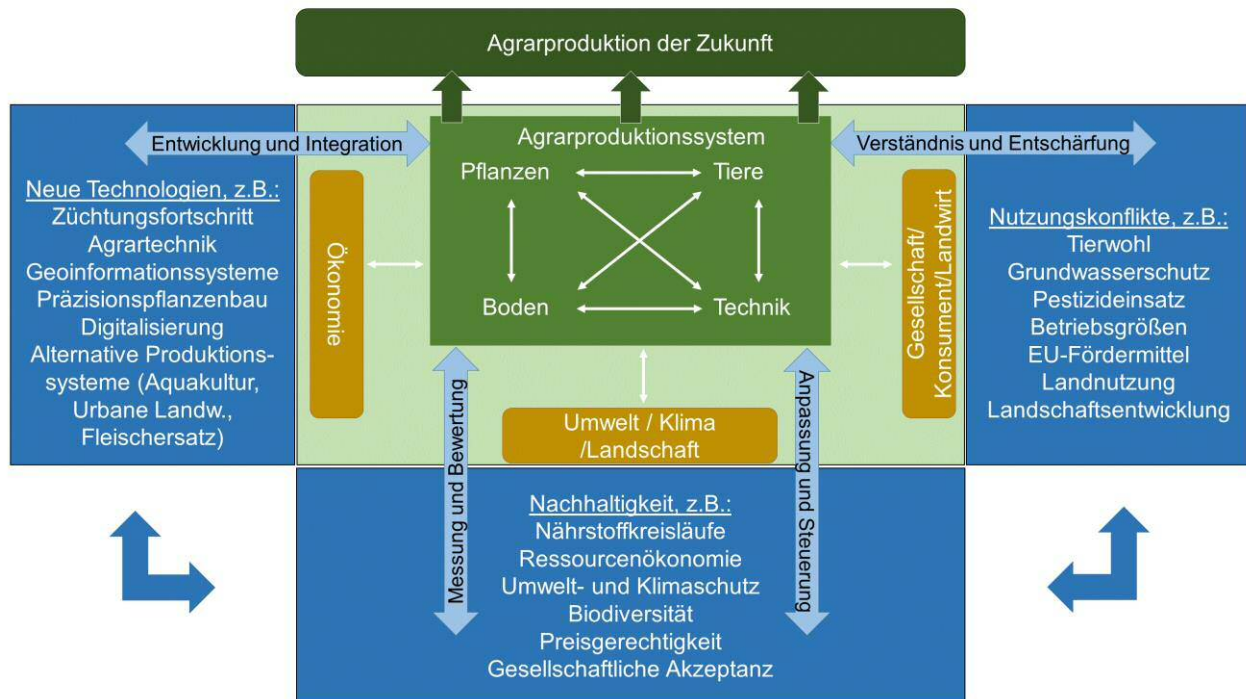 Agrarproduktion der Zukunft
Entwicklung und Integration
Agrarproduktionssystem
Verständnis und Entschärfung
Pflanzen
Tiere
Boden
Technik
Neue Technologien, z.B.:
Züchtungsfortschritt
Agrartechnik
Geoinformationssysteme
Präzisionspflanzenbau
Digitalisierung
Alternative Produktions-
systeme (Aquakultur,
Urbane Landw.,
Fleischersatz)
Ökonomie
Gesellschaft/
Konsument/Landwirt
Nutzungskonflikte, z.B.:
Tierwohl
Grundwasserschutz
Pestizideinsatz
Betriebsgrößen
EU-Fördermittel
Landnutzung
Landschaftsentwicklung
Umwelt / Klima
/Landschaft
Messung und Bewertung
Anpassung und Steuerung
Nachhaltigkeit, z.B.:
Nährstoffkreisläufe
Ressourcenökonomie
Umwelt- und Klimaschutz
Biodiversität
Preisgerechtigkeit
Gesellschaftliche Akzeptanz